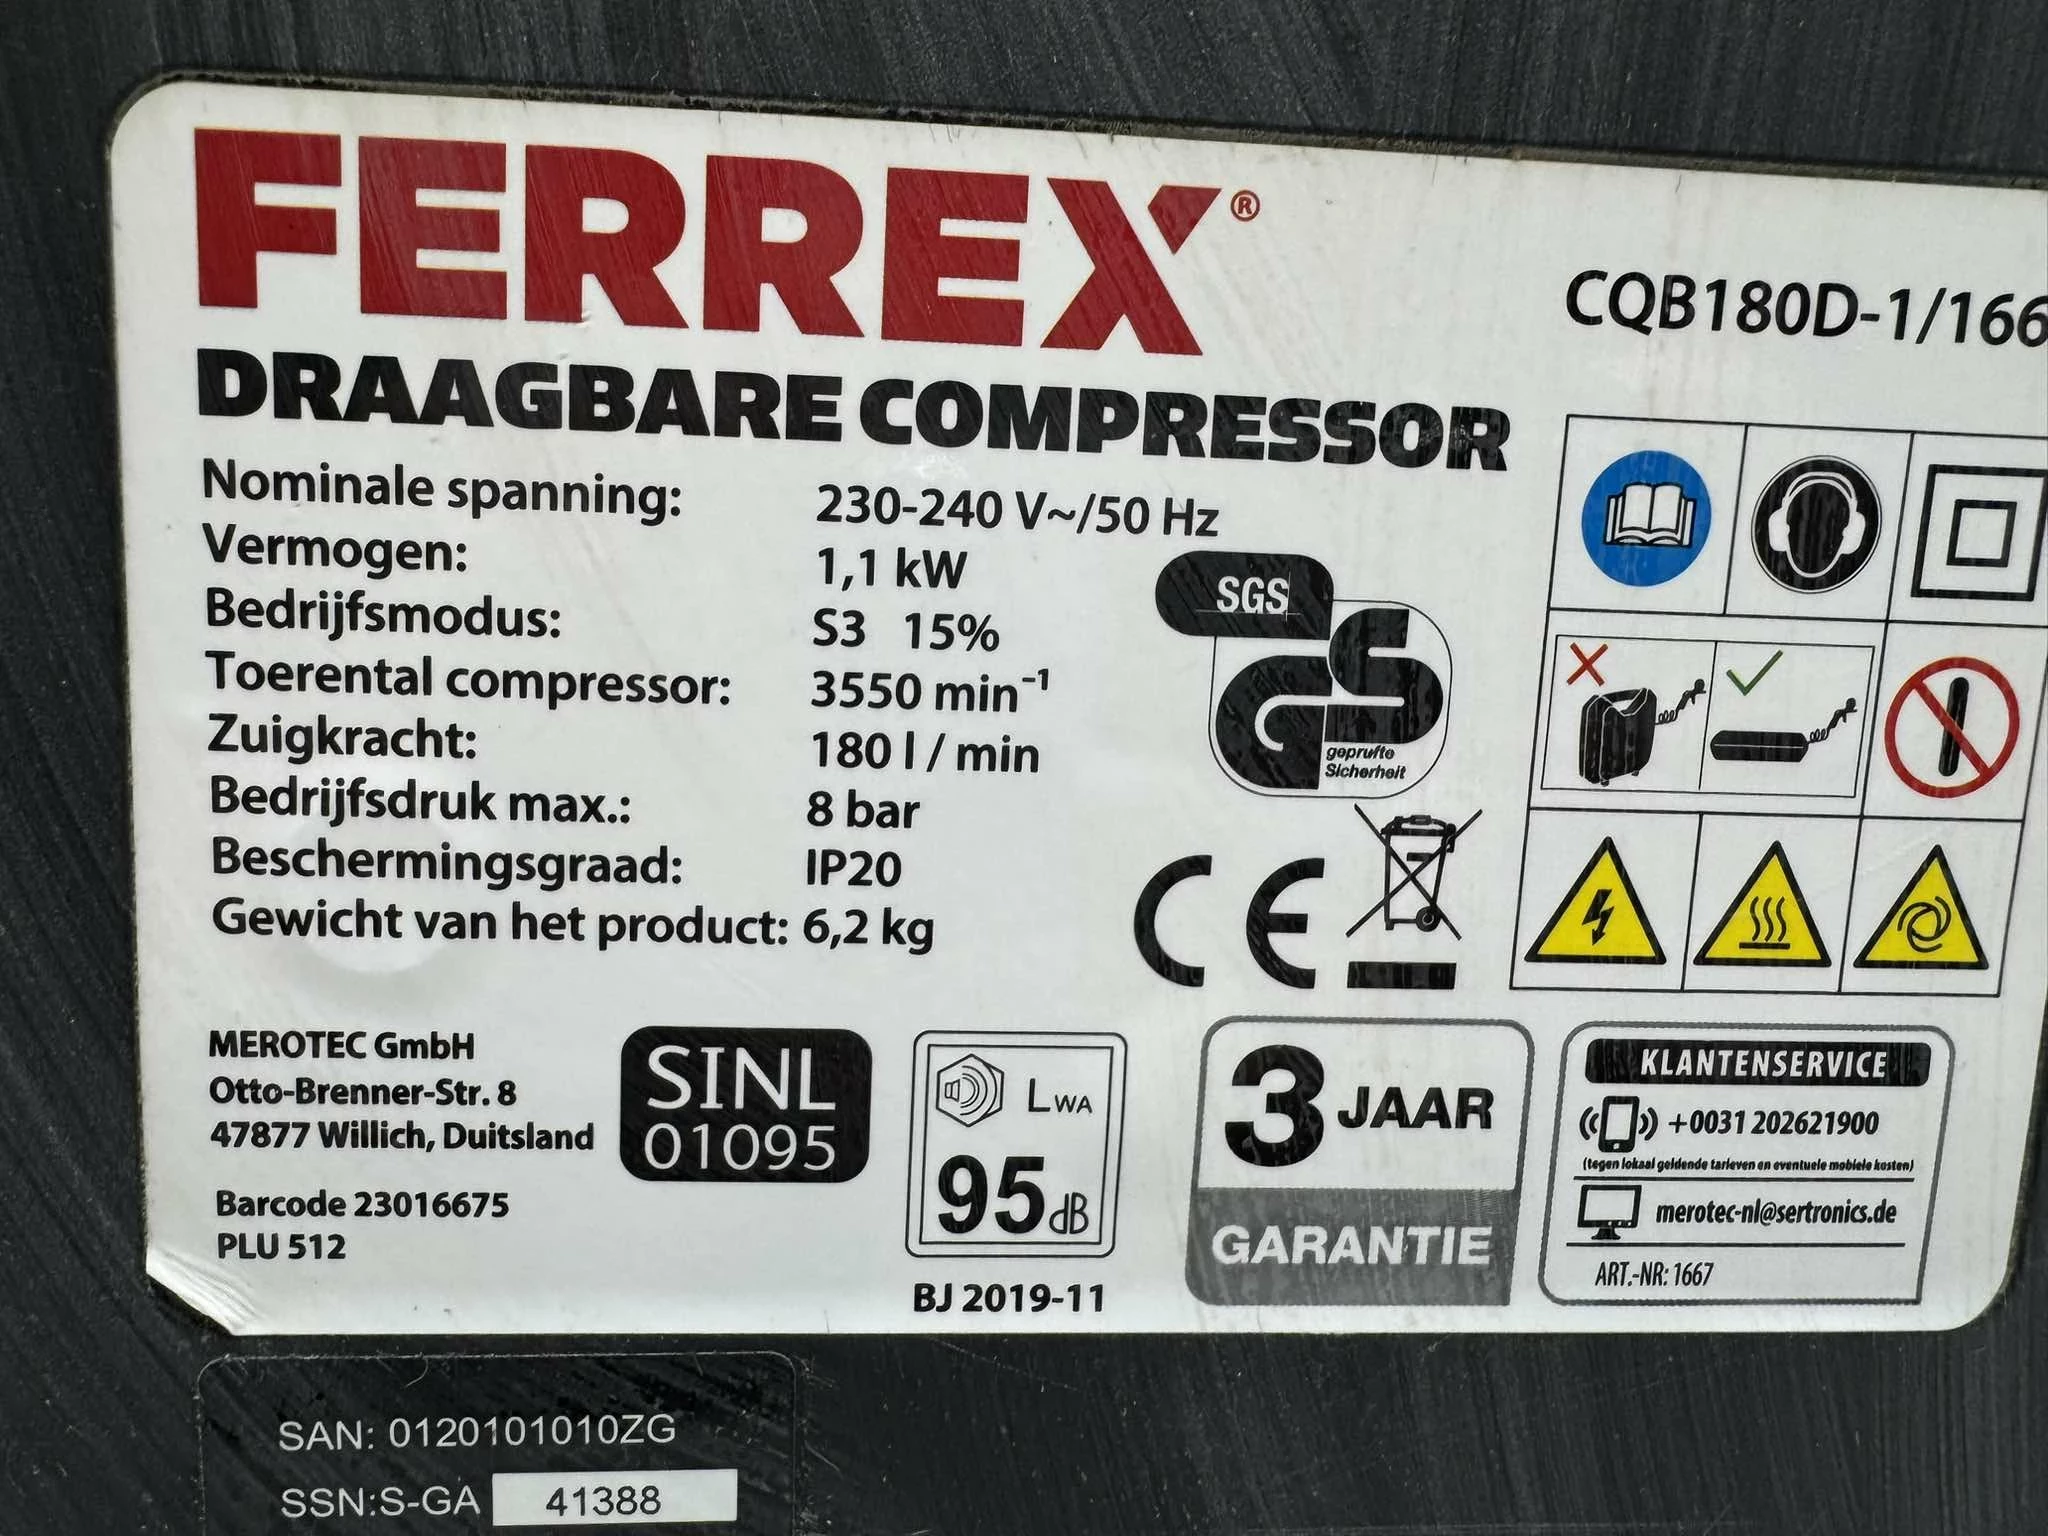 FERREX®
CQB180D-1/166
DRAAGBARE COMPRESSOR
Nominale spanning: 230-240 V~/50 Hz
Vermogen: 1,1 kW
Bedrijfsmodus: S3 15%
Toerental compressor: 3550 min⁻¹
Zuigkracht: 180 l / min
Bedrijfsdruk max.: 8 bar
Beschermingsgraad: IP20
Gewicht van het product: 6,2 kg
SGS
geprufte
Sicherheit
CE
MEROTEC GmbH
Otto-Brenner-Str. 8
47877 Willich, Duitsland
Barcode 23016675
PLU 512
SINL
01095
LWA
95 dB
BJ 2019-11
3 JAAR
GARANTIE
KLANTENSERVICE
+0031 202621900
(tegen lokaal geldende tarieven en eventuele mobiele kosten)
merotec-nl@sertronics.de
ART.-NR: 1667
SAN: 0120101010ZG
SSN:S-GA 41388